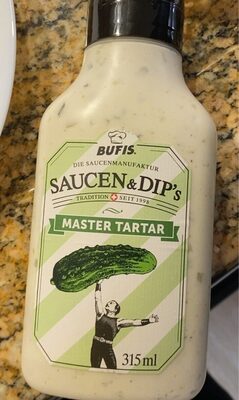 BUFIS.
DIE SAUCENMANUFAKTUR
SAUCEN & DIP's
TRADITION SEIT 1998
MASTER TARTAR
315ml